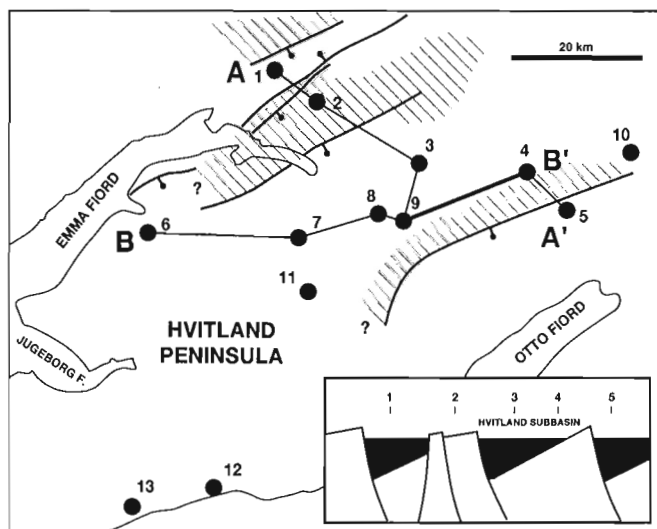 20 km
A
1
2
3
4
B'
10
?
5
A'
EMMA FIORD
B
6
7
8
9
11
?
HVITLAND
PENINSULA
OTTO FIORD
JUGEBORG F.
1 2 3 4 5
HVITLAND SUBBASIN
12
13